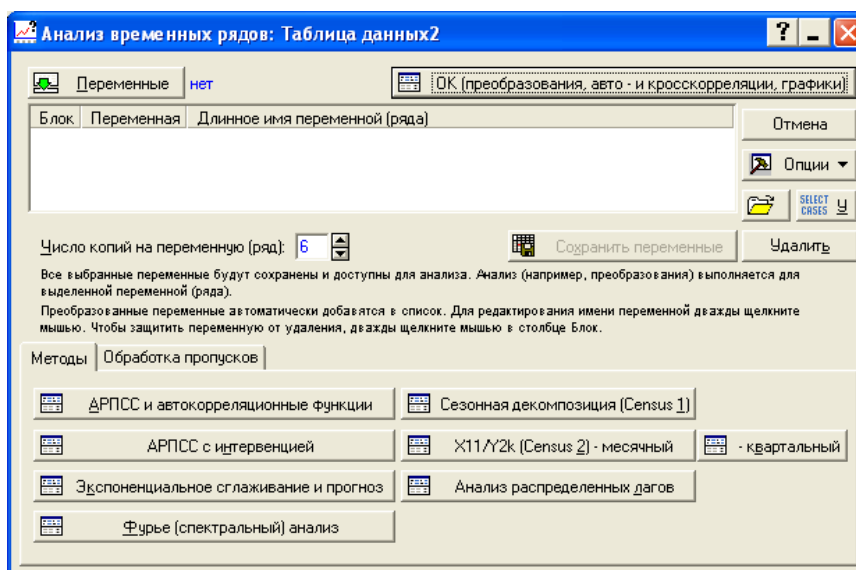 Анализ временных рядов: Таблица данных2
Переменные нет OK (преобразования, авто - и кросскорреляции, графики)
Блок Переменная Длинное имя переменной (ряда)
Отмена
Опции
SELECT CASES У
Число копий на переменную (ряд): 6 Сохранить переменные Удалить
Все выбранные переменные будут сохранены и доступны для анализа. Анализ (например, преобразования) выполняется для
выделенной переменной (ряда).
Преобразованные переменные автоматически добавятся в список. Для редактирования имени переменной дважды щелкните
мышью. Чтобы защитить переменную от удаления, дважды щелкните мышью в столбце Блок.
Методы Обработка пропусков
АРПСС и автокорреляционные функции Сезонная декомпозиция (Census 1)
АРПСС с интервенцией X11/Y2k (Census 2) - месячный - квартальный
Экспоненциальное сглаживание и прогноз Анализ распределенных лагов
Фурье (спектральный) анализ